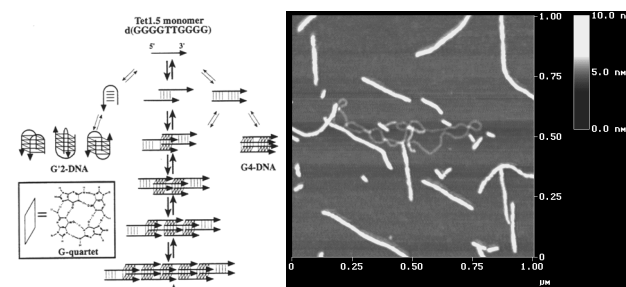 Tet1.5 monomer
d(GGGGTTGGGG)
5' 3'
G'2-DNA
G4-DNA
=
G-quartet
1.00
0.75
0.50
0.25
0
0 0.25 0.50 0.75 1.00
μM
10.0 n
5.0 nM
0.0 nM